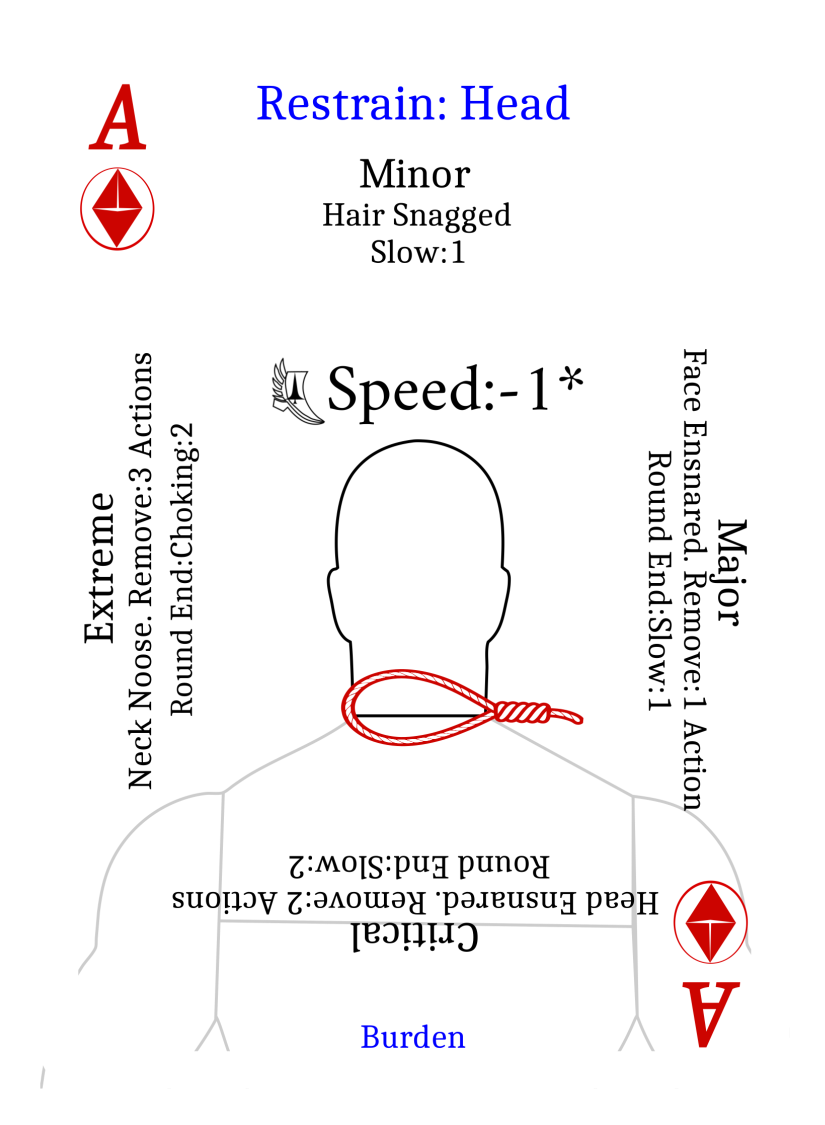 A
Restrain: Head
Minor
Hair Snagged
Slow:1
Speed:-1*
Extreme
Neck Noose. Remove:3 Actions
Round End:Choking:2
Major
Face Ensnared. Remove:1 Action
Round End:Slow:1
Critical
Head Ensnared. Remove:2 Actions
Round End:Slow:2
A
Burden